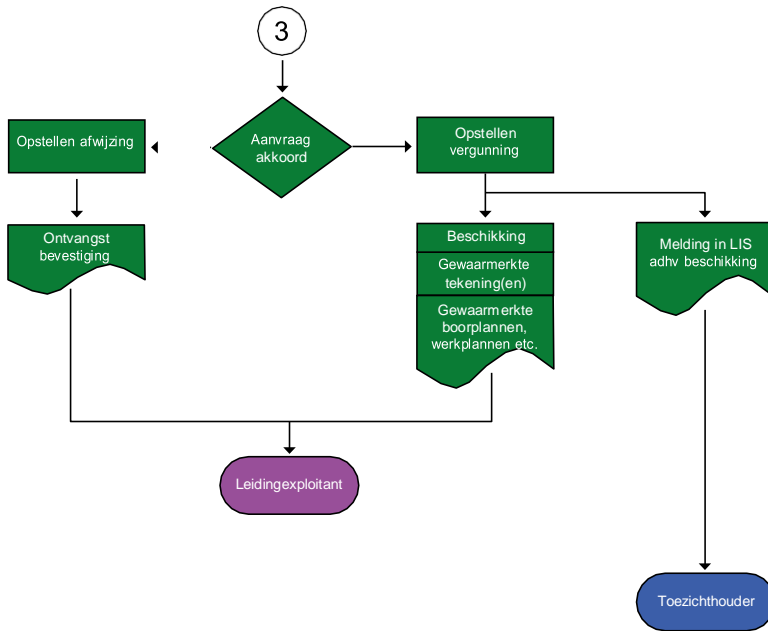 3
Aanvraag
akkoord
Opstellen afwijzing
Opstellen
vergunning
Ontvangst
bevestiging
Beschikking
Gewaarmerkte
tekening(en)
Gewaarmerkte
boorplannen,
werkplannen etc.
Melding in LIS
adhv beschikking
Leidingexploitant
Toezichthouder